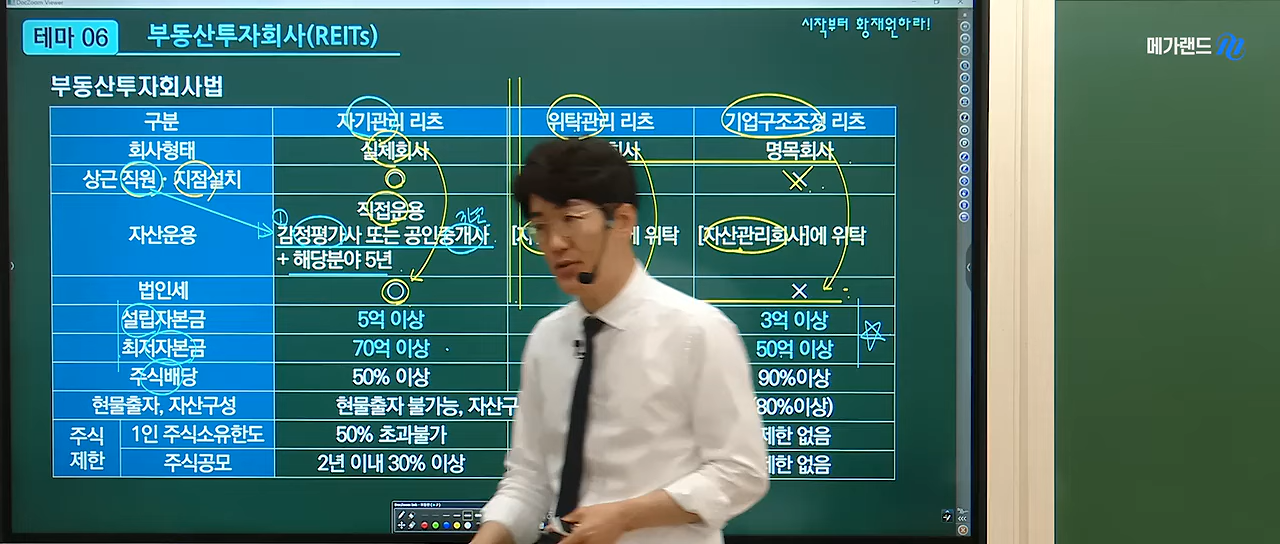 DocZoom Viewer
테마 06
부동산투자회사(REITs)
시작부터 황재원하라!
메가랜드
부동산투자회사법
구분 자기관리 리츠 위탁관리 리츠 기업구조조정 리츠
회사형태 실제회사 회사 명목회사
상근 직원·지점설치 ○ ×
직접운용
① 3년
자산운용 감정평가사 또는 공인중개사 에 위탁 [자산관리회사]에 위탁
+ 해당분야 5년
법인세 ○ ×
설립자본금 5억 이상 3억 이상
최저자본금 70억 이상 50억 이상
주식배당 50% 이상 90%이상
현물출자, 자산구성 현물출자 불가능, 자산구 (80%이상)
주식 제한 1인 주식소유한도 50% 초과불가 제한 없음
주식공모 2년 이내 30% 이상 제한 없음